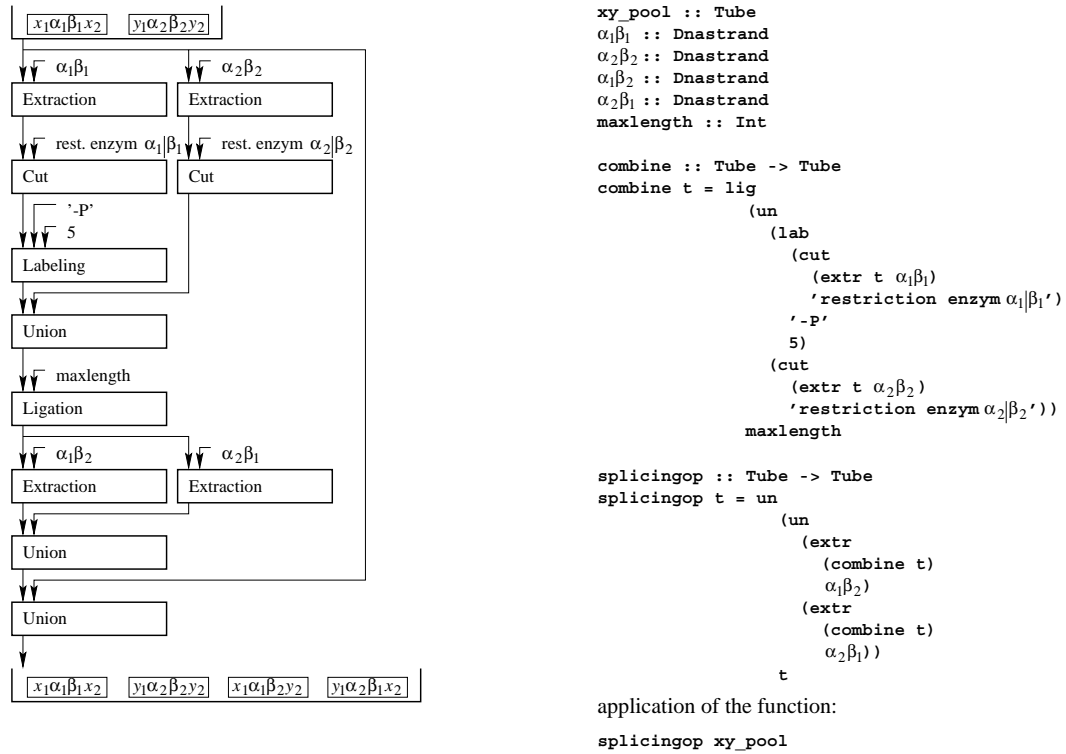 x₁α₁β₁x₂ y₁α₂β₂y₂
α₁β₁ α₂β₂
Extraction Extraction
rest. enzym α₁|β₁ rest. enzym α₂|β₂
Cut Cut
’-P’
5
Labeling
Union
maxlength
Ligation
α₁β₂ α₂β₁
Extraction Extraction
Union
Union
x₁α₁β₁x₂ y₁α₂β₂y₂ x₁α₁β₂y₂ y₁α₂β₁x₂
xy_pool :: Tube
α₁β₁ :: Dnastrand
α₂β₂ :: Dnastrand
α₁β₂ :: Dnastrand
α₂β₁ :: Dnastrand
maxlength :: Int
combine :: Tube -> Tube
combine t = lig
(un
(lab
(cut
(extr t α₁β₁)
’restriction enzym α₁|β₁’)
’-P’
5)
(cut
(extr t α₂β₂)
’restriction enzym α₂|β₂’))
maxlength
splicingop :: Tube -> Tube
splicingop t = un
(un
(extr
(combine t)
α₁β₂)
(extr
(combine t)
α₂β₁))
t
application of the function:
splicingop xy_pool